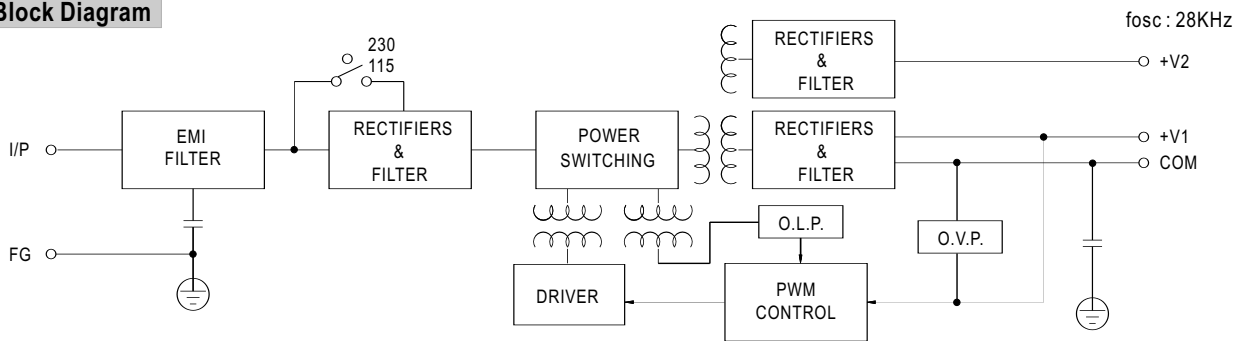 Block Diagram
fosc : 28KHz
230
115
I/P
EMI
FILTER
RECTIFIERS
&
FILTER
POWER
SWITCHING
RECTIFIERS
&
FILTER
+V2
RECTIFIERS
&
FILTER
+V1
COM
FG
DRIVER
O.L.P.
PWM
CONTROL
O.V.P.